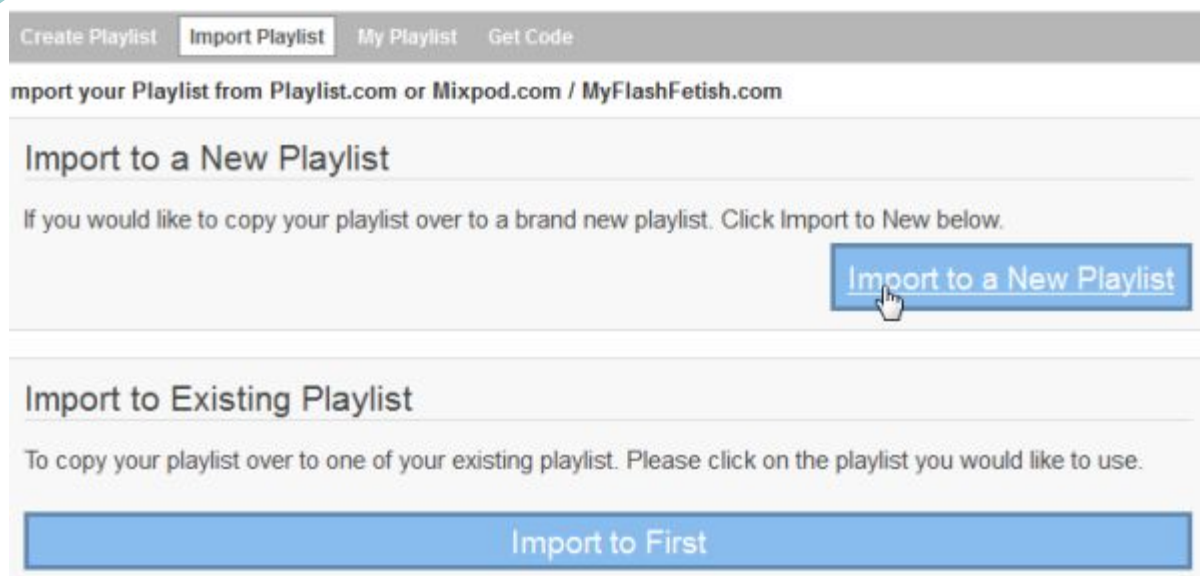 Create Playlist Import Playlist My Playlist Get Code
mport your Playlist from Playlist.com or Mixpod.com / MyFlashFetish.com
Import to a New Playlist
If you would like to copy your playlist over to a brand new playlist. Click Import to New below.
Import to a New Playlist
Import to Existing Playlist
To copy your playlist over to one of your existing playlist. Please click on the playlist you would like to use.
Import to First